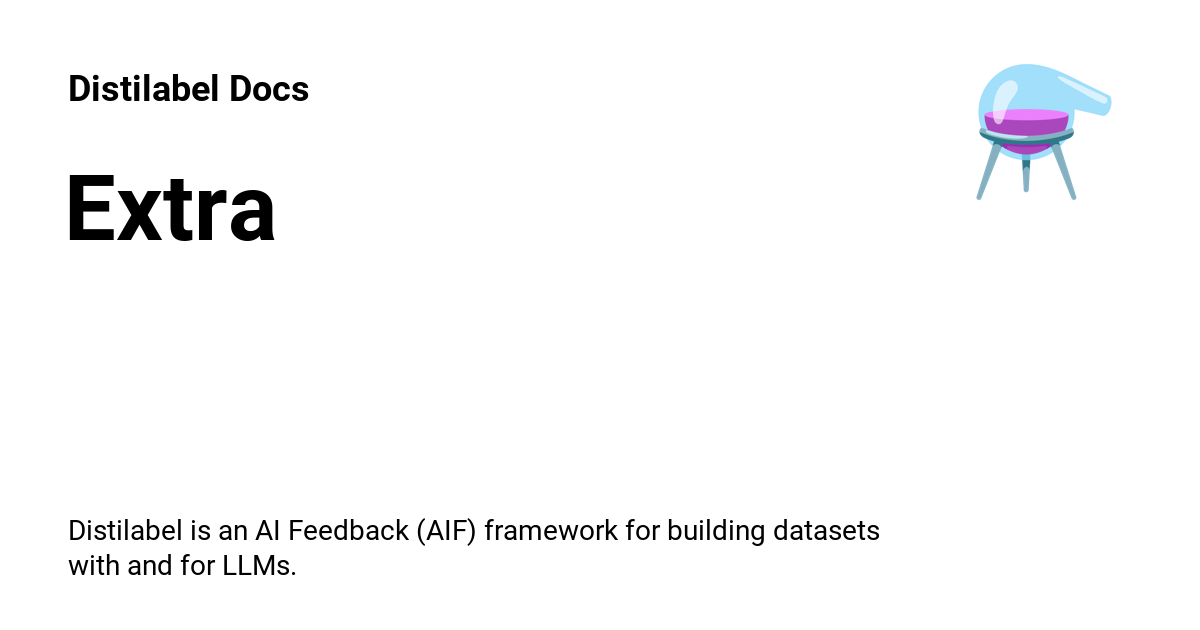 Distilabel Docs
Extra
Distilabel is an AI Feedback (AIF) framework for building datasets
with and for LLMs.